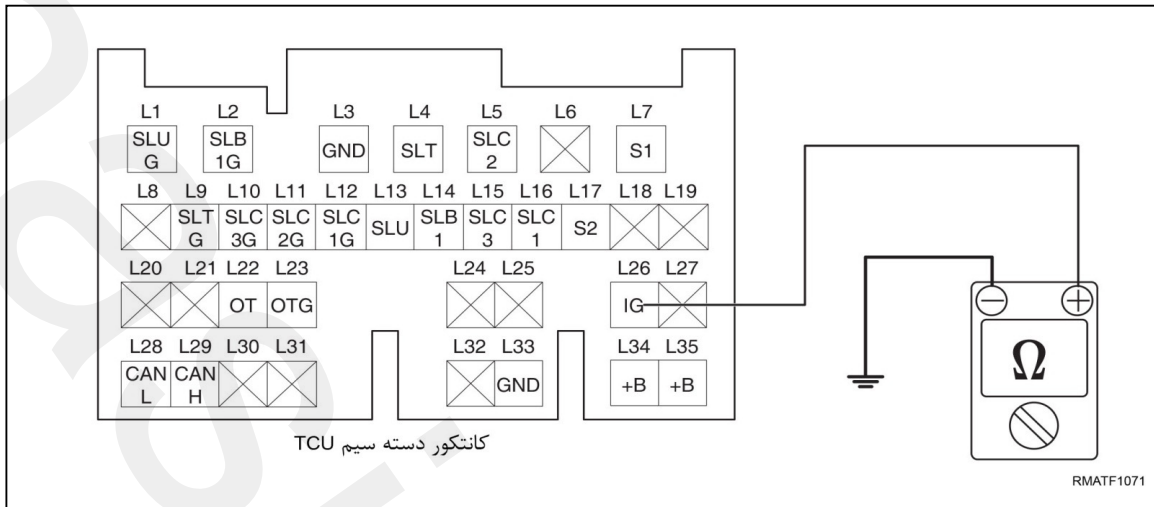 L1 L2 L3 L4 L5 L6 L7
SLU G SLB 1G GND SLT SLC 2 S1
L8 L9 L10 L11 L12 L13 L14 L15 L16 L17 L18 L19
SLT G SLC 3G SLC 2G SLC 1G SLU SLB 1 SLC 3 SLC 1 S2
L20 L21 L22 L23 L24 L25 L26 L27
OT OTG IG
L28 L29 L30 L31 L32 L33 L34 L35
CAN L CAN H GND +B +B
− +
Ω
کانتکور دسته سیم TCU
RMATF1071